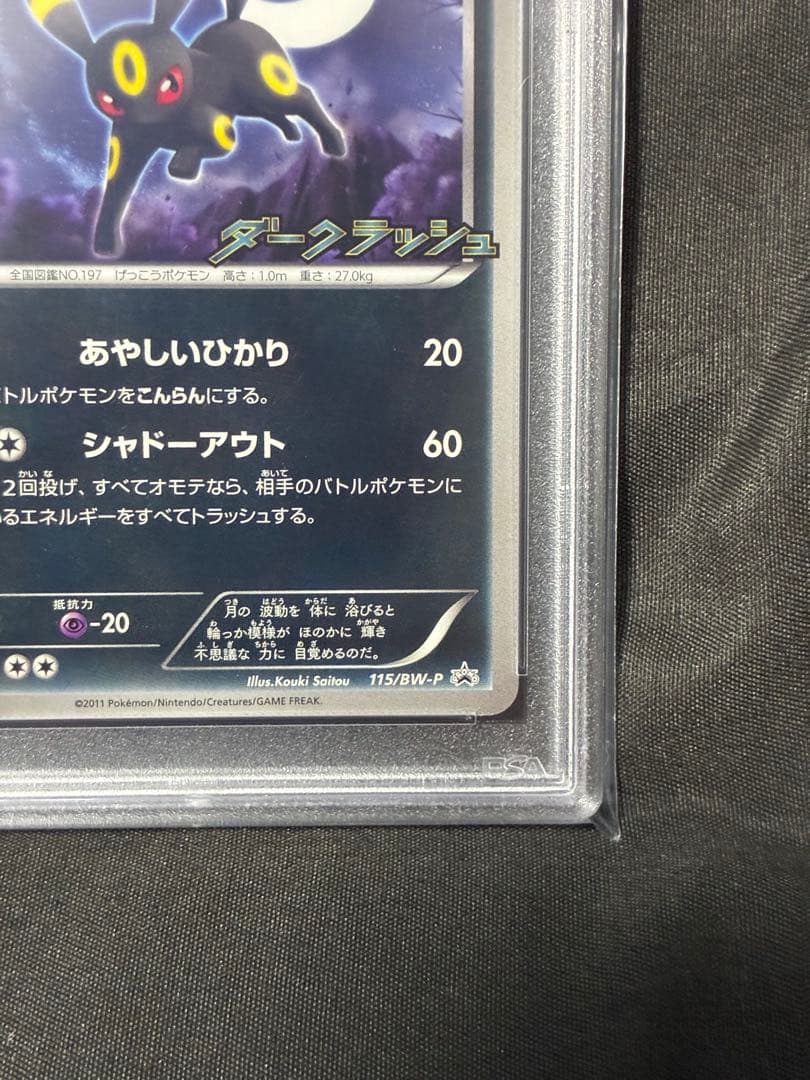 ダークラッシュ
全国図鑑NO.197 げっこうポケモン 高さ：1.0m 重さ：27.0kg
あやしいひかり 20
トルポケモンをこんらんにする。
シャドーアウト 60
2回投げ、すべてオモテなら、相手のバトルポケモンに
いるエネルギーをすべてトラッシュする。
抵抗力
-20
月の 波動を 体に 浴びると
輪っか模様が ほのかに 輝き
不思議な 力に 目覚めるのだ。
Illus.Kouki Saitou 115/BW-P
©2011 Pokémon/Nintendo/Creatures/GAME FREAK.
PSA